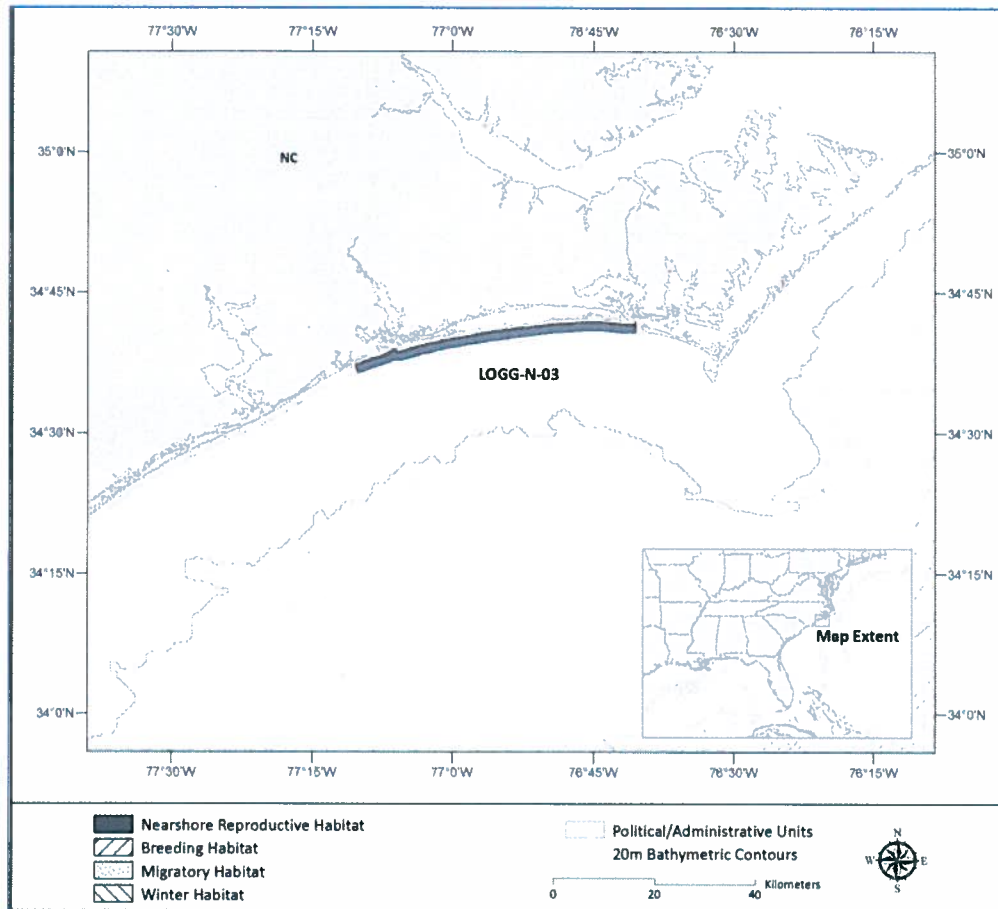 77°30'W 77°15'W 77°0'W 76°45'W 76°30'W 76°15'W
35°0'N NC 35°0'N
34°45'N 34°45'N
LOGG-N-03
34°30'N 34°30'N
34°15'N 34°15'N
Map Extent
34°0'N 34°0'N
77°30'W 77°15'W 77°0'W 76°45'W 76°30'W 76°15'W
Nearshore Reproductive Habitat
Breeding Habitat
Migratory Habitat
Winter Habitat
Political/Administrative Units
20m Bathymetric Contours
0 20 40 Kilometers
N
W E
S